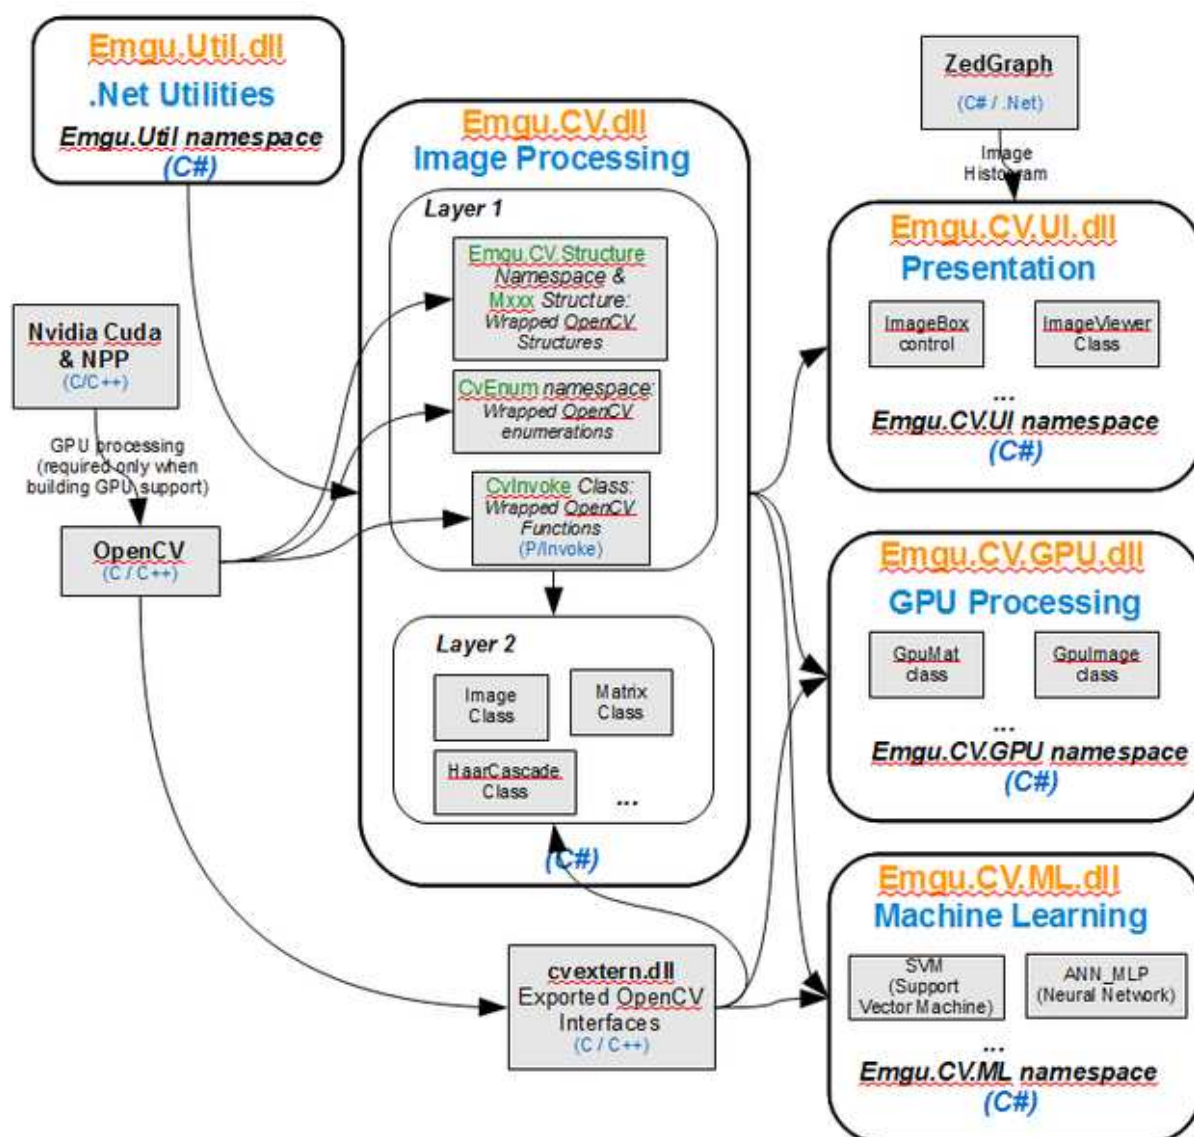 Emgu.Util.dll
.Net Utilities
Emgu.Util namespace
(C#)
Nvidia Cuda
& NPP
(C/C++)
GPU processing
(required only when
building GPU support)
OpenCV
(C / C++)
Emgu.CV.dll
Image Processing
Layer 1
Emgu.CV.Structure
Namespace &
Mxxx Structure:
Wrapped OpenCV
Structures
CvEnum namespace:
Wrapped OpenCV
enumerations
CvInvoke Class:
Wrapped OpenCV
Functions
(P/Invoke)
Layer 2
Image
Class
Matrix
Class
HaarCascade
Class
...
(C#)
cvextern.dll
Exported OpenCV
Interfaces
(C / C++)
ZedGraph
(C# / .Net)
Image
Histogram
Emgu.CV.UI.dll
Presentation
ImageBox
control
ImageViewer
Class
...
Emgu.CV.UI namespace
(C#)
Emgu.CV.GPU.dll
GPU Processing
GpuMat
class
GpuImage
class
...
Emgu.CV.GPU namespace
(C#)
Emgu.CV.ML.dll
Machine Learning
SVM
(Support
Vector Machine)
ANN_MLP
(Neural Network)
...
Emgu.CV.ML namespace
(C#)